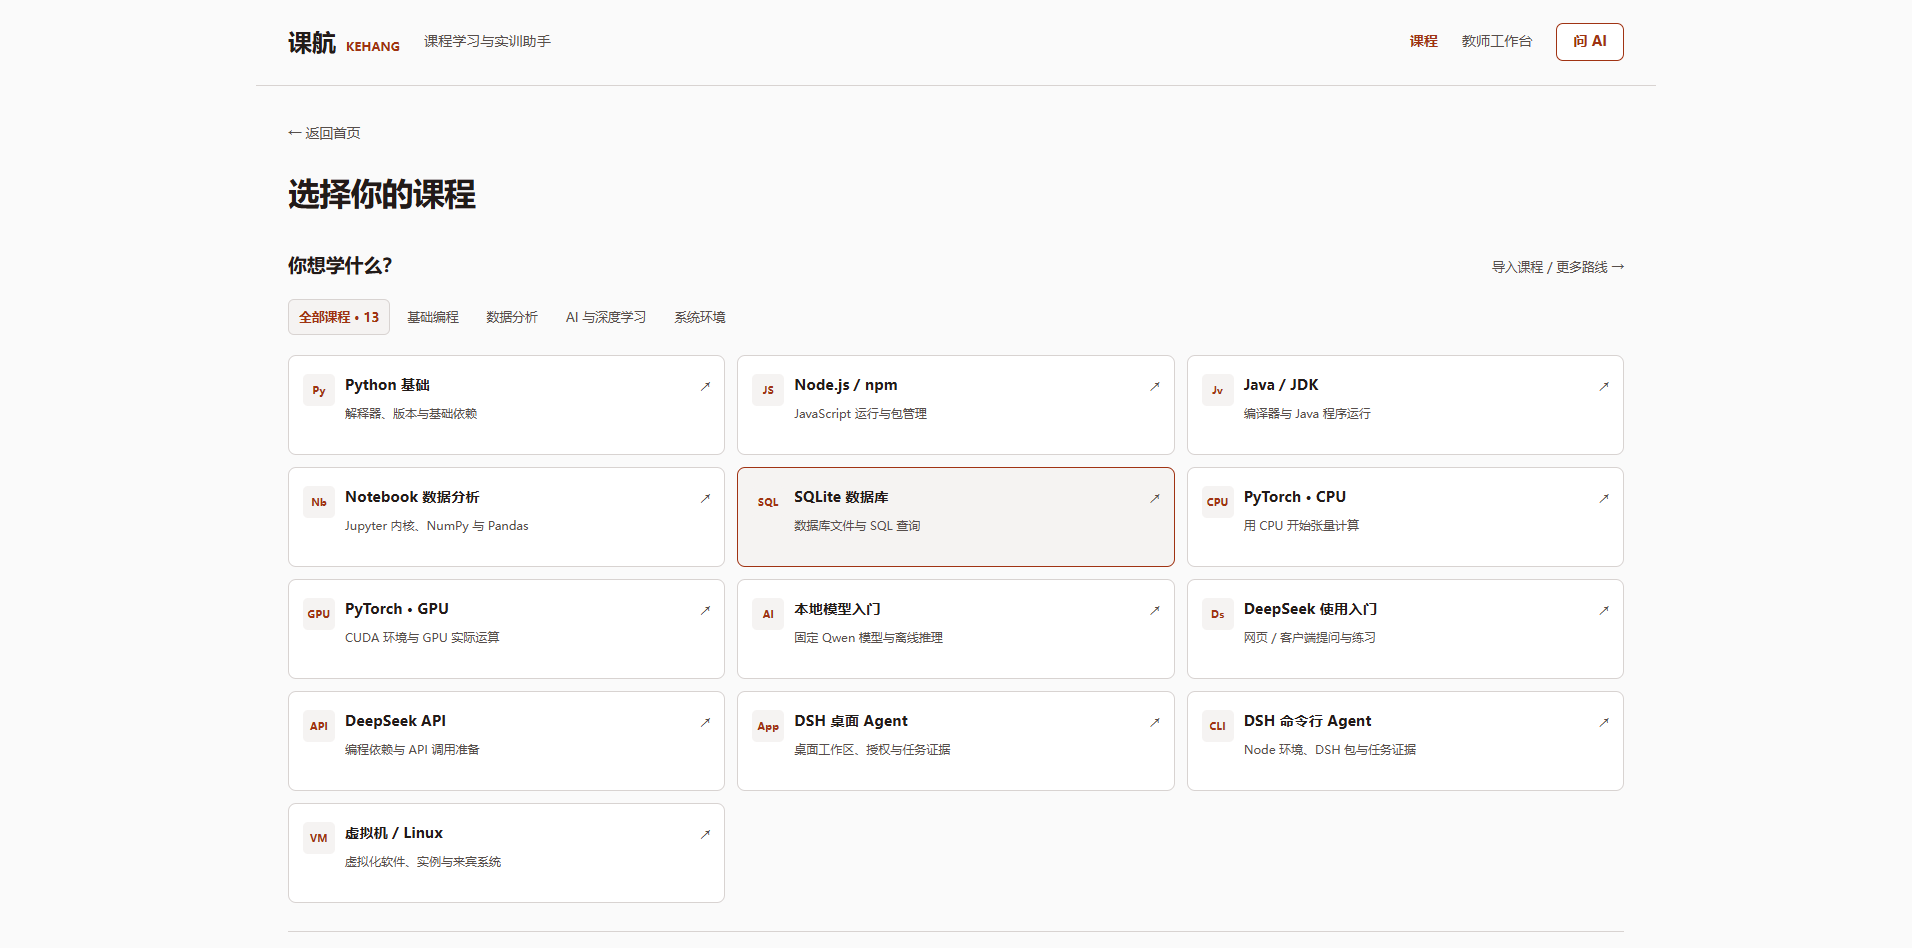 课航 KEHANG 课程学习与实训助手 课程 教师工作台 问 AI
← 返回首页
选择你的课程
你想学什么？ 导入课程 / 更多路线 →
全部课程 • 13 基础编程 数据分析 AI 与深度学习 系统环境
Py Python 基础 ↗
解释器、版本与基础依赖
JS Node.js / npm ↗
JavaScript 运行与包管理
Jv Java / JDK ↗
编译器与 Java 程序运行
Nb Notebook 数据分析 ↗
Jupyter 内核、NumPy 与 Pandas
SQL SQLite 数据库 ↗
数据库文件与 SQL 查询
CPU PyTorch • CPU ↗
用 CPU 开始张量计算
GPU PyTorch • GPU ↗
CUDA 环境与 GPU 实际运算
AI 本地模型入门 ↗
固定 Qwen 模型与离线推理
Ds DeepSeek 使用入门 ↗
网页 / 客户端提问与练习
API DeepSeek API ↗
编程依赖与 API 调用准备
App DSH 桌面 Agent ↗
桌面工作区、授权与任务证据
CLI DSH 命令行 Agent ↗
Node 环境、DSH 包与任务证据
VM 虚拟机 / Linux ↗
虚拟化软件、实例与来宾系统